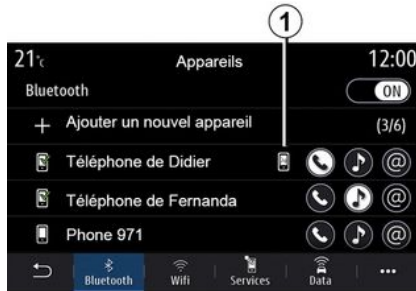 1
21°c Appareils 12:00
Bluetooth ON
+ Ajouter un nouvel appareil (3/6)
Téléphone de Didier @
Téléphone de Fernanda @
Phone 971 @
Bluetooth Wifi Services Data •••